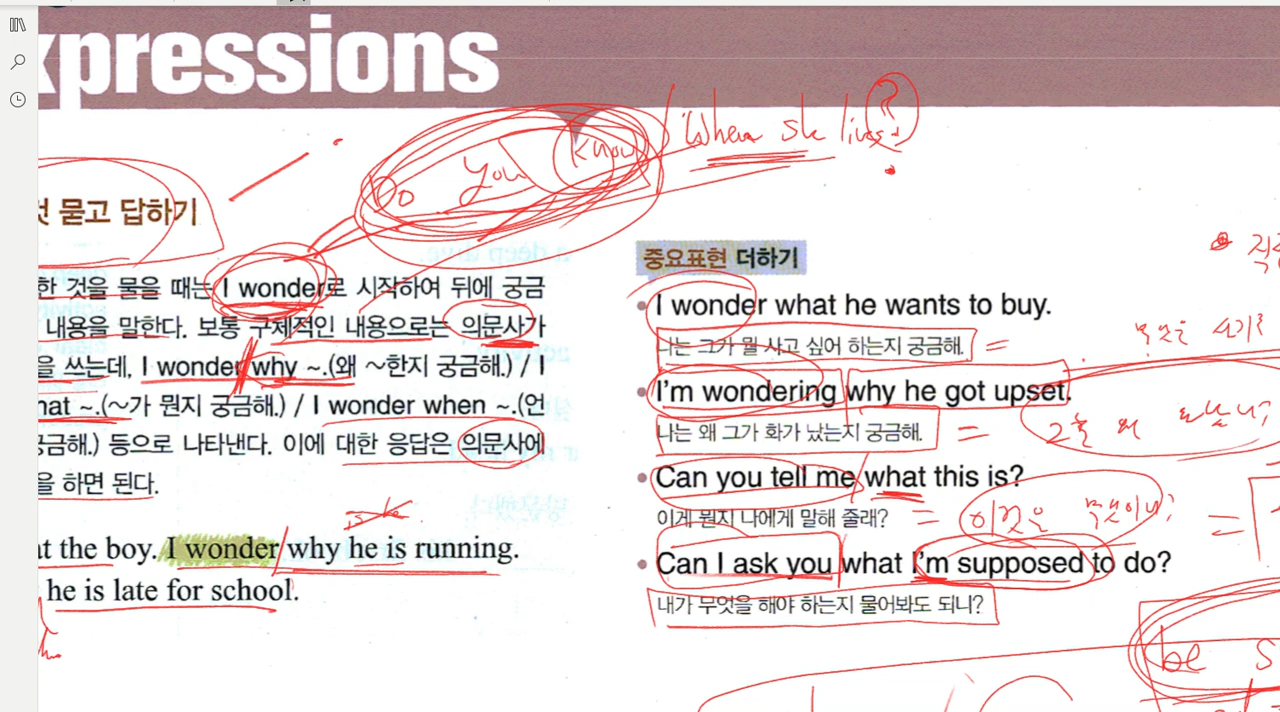 xpressions
Do You know / When she lives?
것 묻고 답하기
한 것을 물을 때는 I wonder로 시작하여 뒤에 궁금
내용을 말한다. 보통 구체적인 내용으로는 의문사가
을 쓰는데, I wonder why ~.(왜 ~한지 궁금해.) / I
hat ~.(~가 뭔지 궁금해.) / I wonder when ~.(언
궁금해.) 등으로 나타낸다. 이에 대한 응답은 의문사에
을 하면 된다.
at the boy. I wonder why he is running.
he is late for school.
중요표현 더하기
I wonder what he wants to buy.
나는 그가 뭘 사고 싶어 하는지 궁금해. =
I'm wondering why he got upset.
나는 왜 그가 화가 났는지 궁금해. = 그는 왜
Can you tell me what this is?
이게 뭔지 나에게 말해 줄래? = 이것은 무엇이니? =
Can I ask you what I'm supposed to do?
내가 무엇을 해야 하는지 물어봐도 되니?
be s